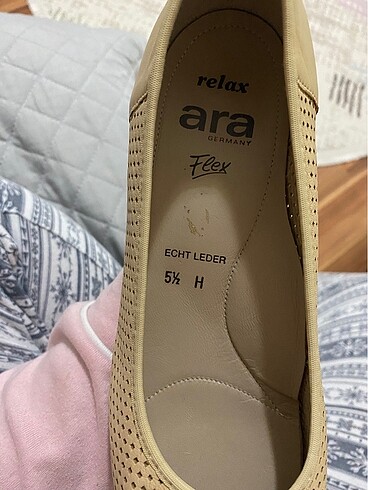 relax
ara
GERMANY
Flex
ECHT LEDER
5½ H